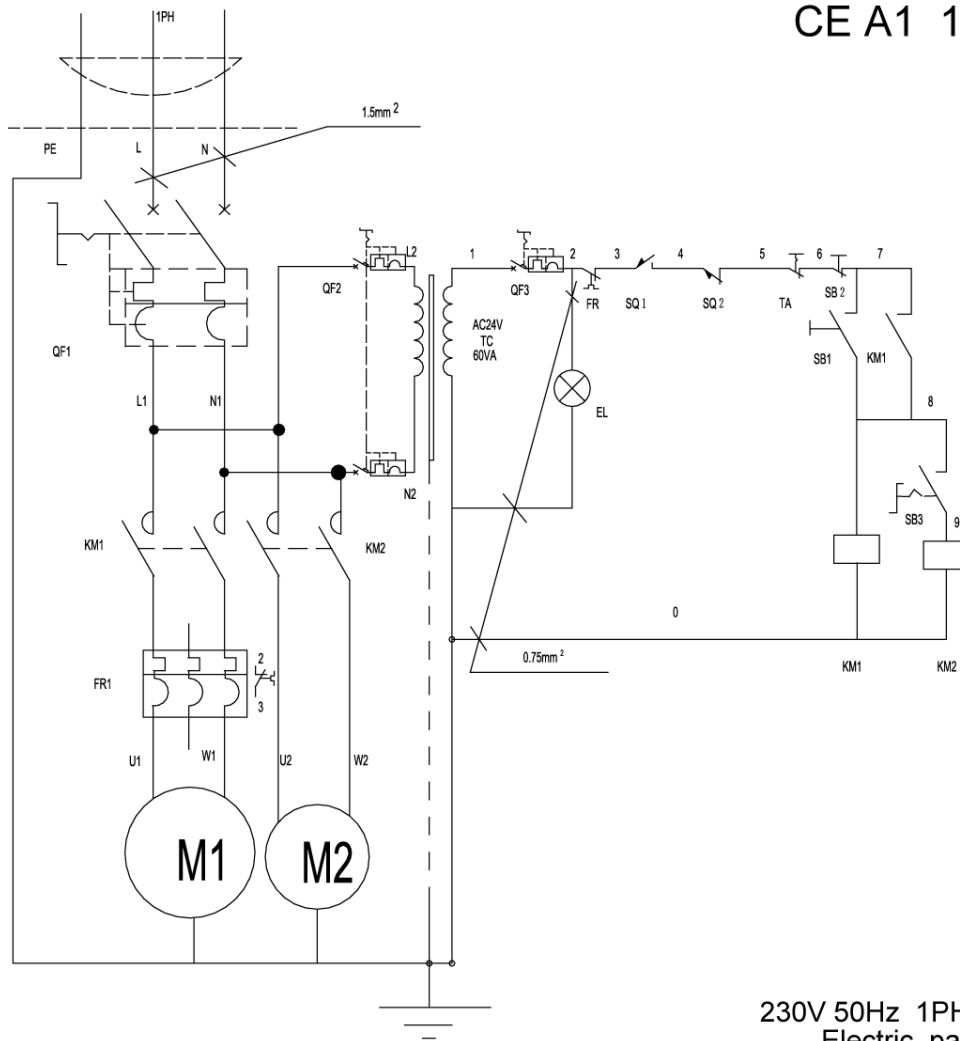 1PH
CE A1 1
1.5mm 2
PE
L
N
QF1
QF2
L2
1
QF3
2
3
4
5
6
7
FR
SQ 1
SQ 2
TA
SB 2
AC24V
TC
60VA
SB1
KM1
EL
L1
N1
8
N2
SB3
9
KM1
KM2
0
0.75mm 2
KM1
KM2
FR1
2
3
U1
W1
U2
W2
M1
M2
230V 50Hz 1PH
Electric pa